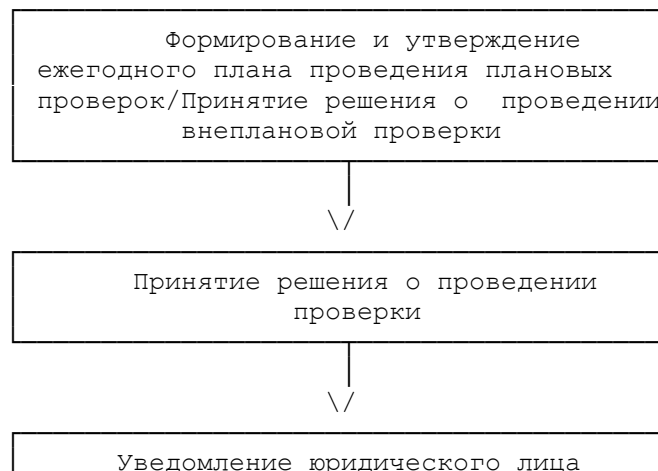 Формирование и утверждение
ежегодного плана проведения плановых
проверок/Принятие решения о проведении
внеплановой проверки
\/
Принятие решения о проведении
проверки
\/
Уведомление юридического лица